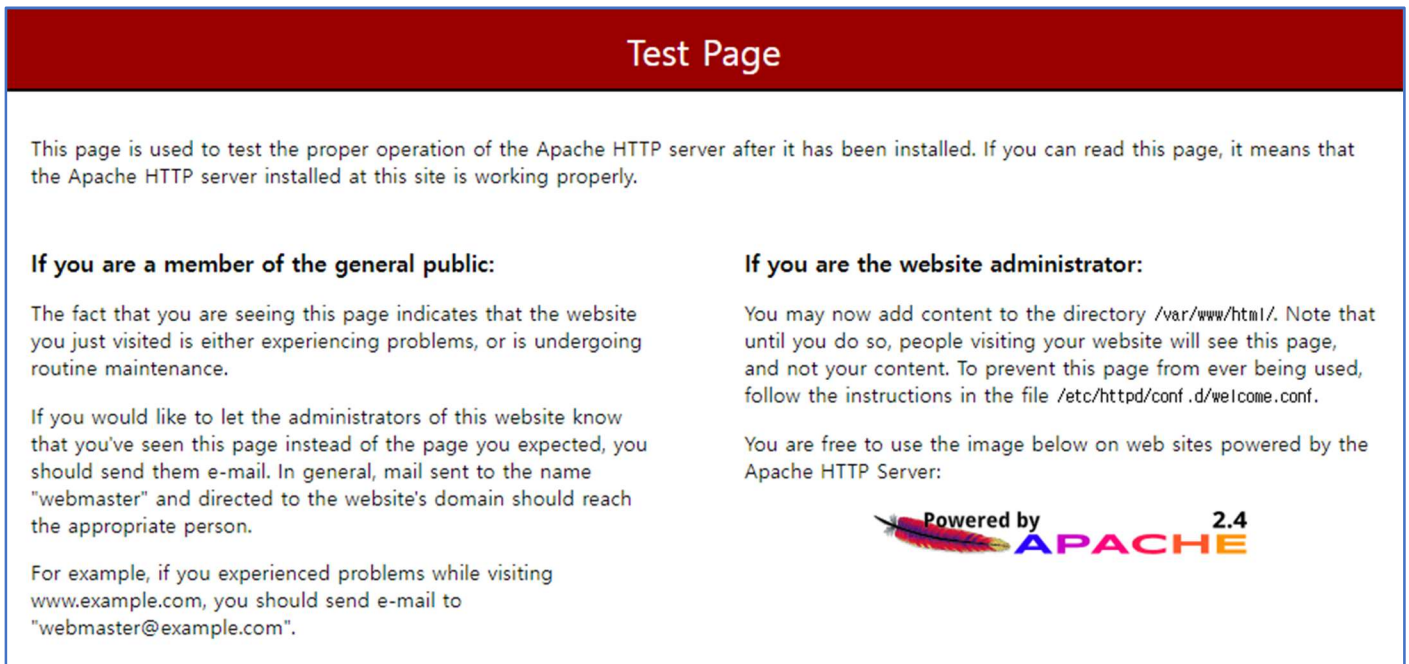 Test Page
This page is used to test the proper operation of the Apache HTTP server after it has been installed. If you can read this page, it means that
the Apache HTTP server installed at this site is working properly.
If you are a member of the general public:
The fact that you are seeing this page indicates that the website
you just visited is either experiencing problems, or is undergoing
routine maintenance.
If you would like to let the administrators of this website know
that you've seen this page instead of the page you expected, you
should send them e-mail. In general, mail sent to the name
"webmaster" and directed to the website's domain should reach
the appropriate person.
For example, if you experienced problems while visiting
www.example.com, you should send e-mail to
"webmaster@example.com".
If you are the website administrator:
You may now add content to the directory /var/www/html/. Note that
until you do so, people visiting your website will see this page,
and not your content. To prevent this page from ever being used,
follow the instructions in the file /etc/httpd/conf.d/welcome.conf.
You are free to use the image below on web sites powered by the
Apache HTTP Server:
Powered by 2.4
APACHE